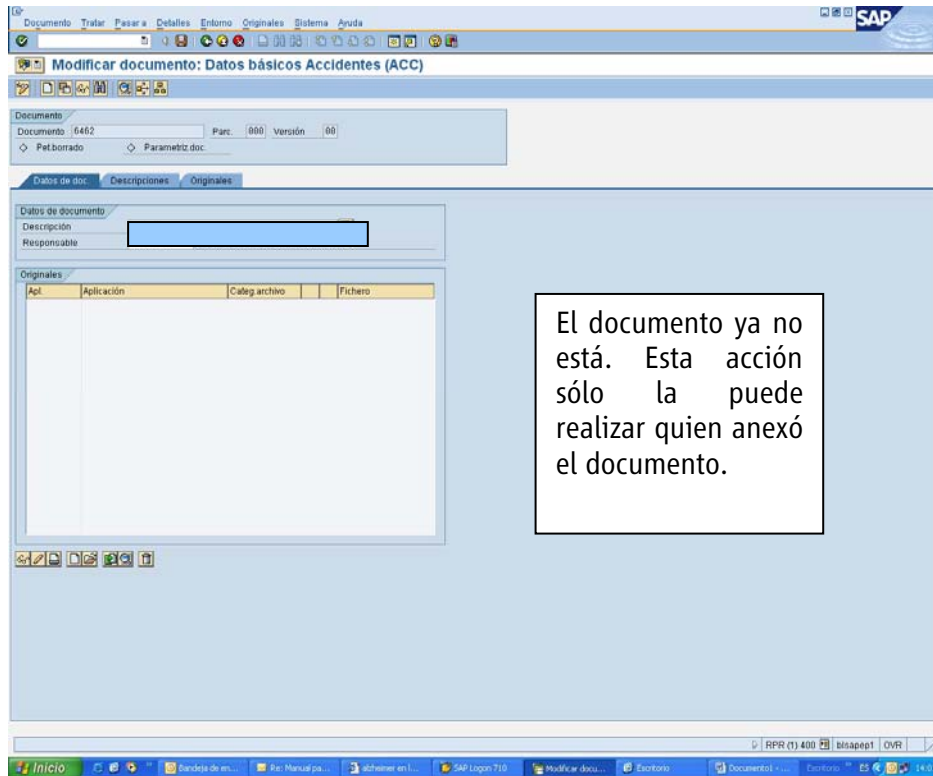 Documento Tratar Pasar a Detalles Entorno Originales Sistema Ayuda
SAP
Modificar documento: Datos básicos Accidentes (ACC)
Documento
Documento 6462 Parc. 000 Versión 00
Pet.borrado Parametriz.doc.
Datos de doc. Descripciones Originales
Datos de documento
Descripción
Responsable
Originales
Apl. Aplicación Categ.archivo Fichero
El documento ya no
está. Esta acción
sólo la puede
realizar quien anexó
el documento.
RPR (1) 400 blsapep1 OVR
Inicio Bandeja de en... Re: Manual pa... alzheimer en l... SAP Logon 710 Modificar docu... Escritorio Documento1 - ... Escritorio ES